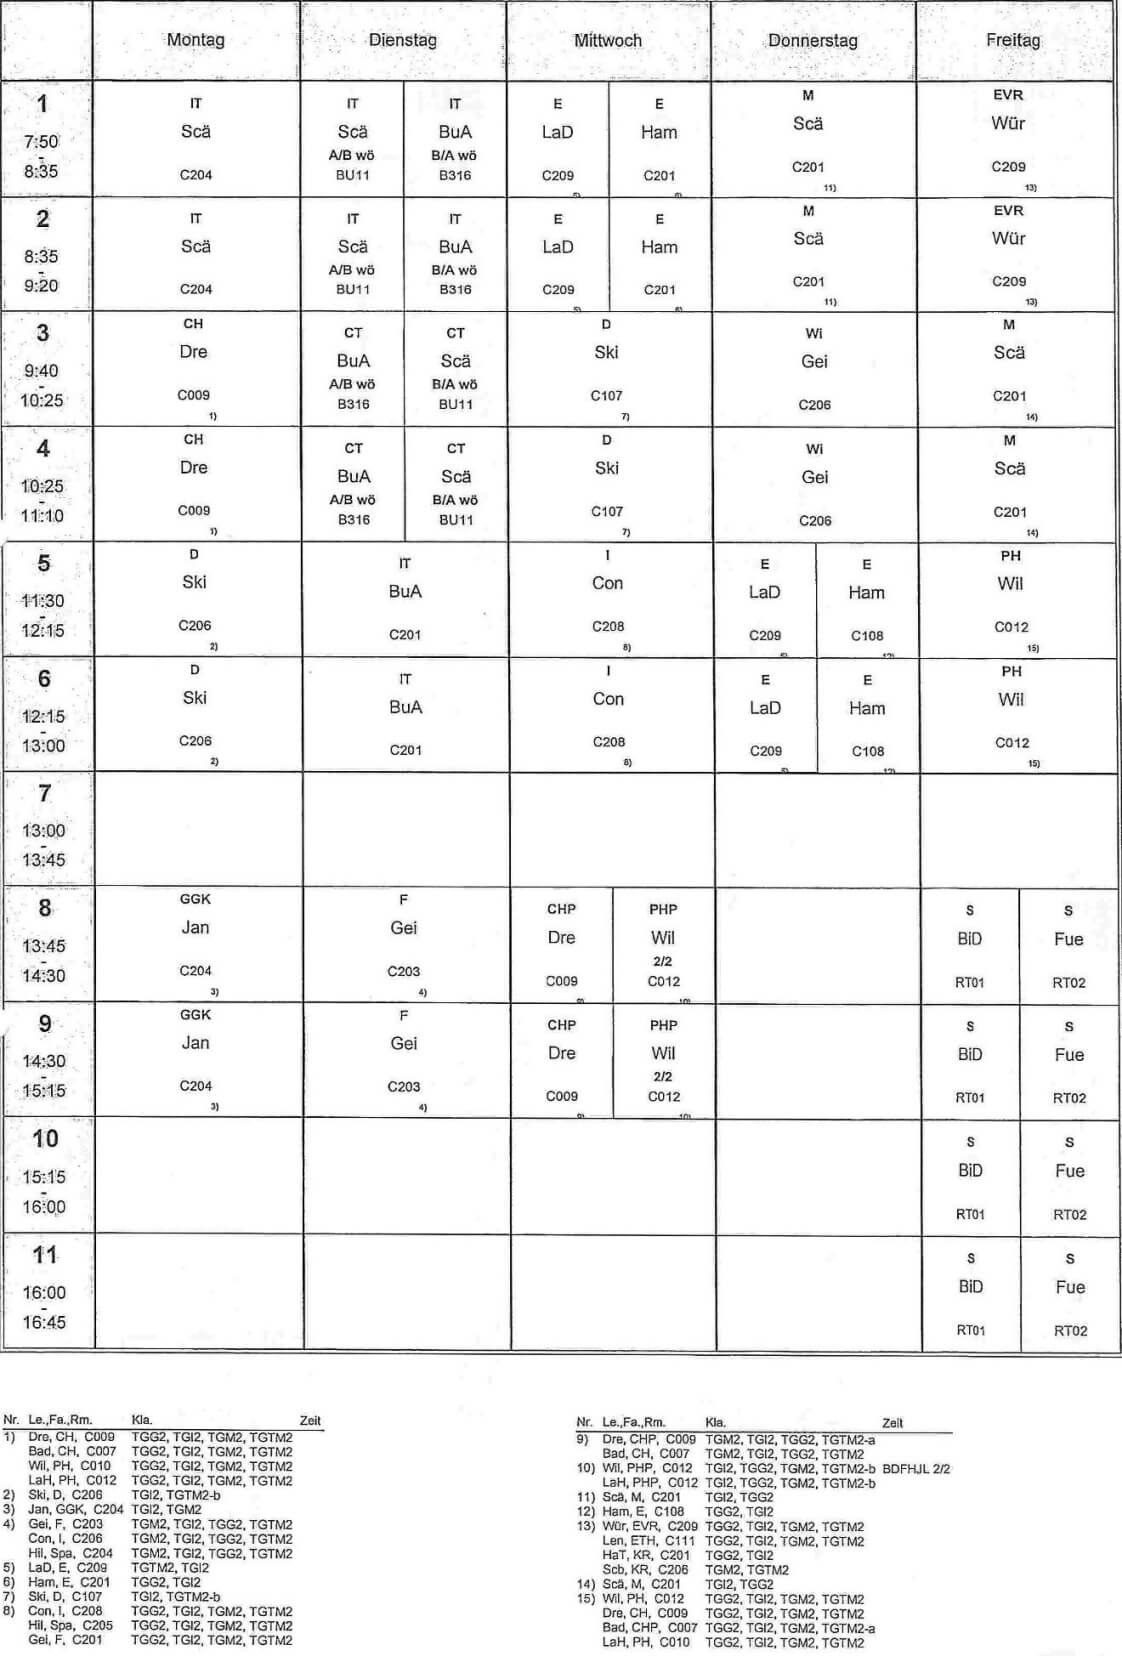 Montag Dienstag Mittwoch Donnerstag Freitag
1
7:50
-
8:35
IT IT IT E E M EVR
Scä Scä BuA LaD Ham Scä Wür
A/B wö B/A wö
C204 BU11 B316 C209 C201 C201 C209
5) 6) 11) 13)
2
8:35
-
9:20
IT IT IT E E M EVR
Scä Scä BuA LaD Ham Scä Wür
A/B wö B/A wö
C204 BU11 B316 C209 C201 C201 C209
5) 6) 11) 13)
3
9:40
-
10:25
CH CT CT D Wi M
Dre BuA Scä Ski Gei Scä
A/B wö B/A wö
C009 B316 BU11 C107 C206 C201
1) 7) 14)
4
10:25
-
11:10
CH CT CT D Wi M
Dre BuA Scä Ski Gei Scä
A/B wö B/A wö
C009 B316 BU11 C107 C206 C201
1) 7) 14)
5
11:30
-
12:15
D IT I E E PH
Ski BuA Con LaD Ham Wil
C206 C201 C208 C209 C108 C012
2) 8) 5) 12) 15)
6
12:15
-
13:00
D IT I E E PH
Ski BuA Con LaD Ham Wil
C206 C201 C208 C209 C108 C012
2) 8) 5) 12) 15)
7
13:00
-
13:45
8
13:45
-
14:30
GGK F CHP PHP S S
Jan Gei Dre Wil BiD Fue
2/2
C204 C203 C009 C012 RT01 RT02
3) 4) 9) 10)
9
14:30
-
15:15
GGK F CHP PHP S S
Jan Gei Dre Wil BiD Fue
2/2
C204 C203 C009 C012 RT01 RT02
3) 4) 9) 10)
10
15:15
-
16:00
S S
BiD Fue
RT01 RT02
11
16:00
-
16:45
S S
BiD Fue
RT01 RT02
Nr. Le.,Fa.,Rm. Kla. Zeit
1) Dre, CH, C009 TGG2, TGI2, TGM2, TGTM2
Bad, CH, C007 TGG2, TGI2, TGM2, TGTM2
Wil, PH, C010 TGG2, TGI2, TGM2, TGTM2
LaH, PH, C012 TGG2, TGI2, TGM2, TGTM2
2) Ski, D, C206 TGI2, TGTM2-b
3) Jan, GGK, C204 TGI2, TGM2
4) Gei, F, C203 TGM2, TGI2, TGG2, TGTM2
Con, I, C206 TGM2, TGI2, TGG2, TGTM2
Hil, Spa, C204 TGM2, TGI2, TGG2, TGTM2
5) LaD, E, C209 TGTM2, TGI2
6) Ham, E, C201 TGG2, TGI2
7) Ski, D, C107 TGI2, TGTM2-b
8) Con, I, C208 TGG2, TGI2, TGM2, TGTM2
Hil, Spa, C205 TGG2, TGI2, TGM2, TGTM2
Gei, F, C201 TGG2, TGI2, TGM2, TGTM2
Nr. Le.,Fa.,Rm. Kla. Zeit
9) Dre, CHP, C009 TGM2, TGI2, TGG2, TGTM2-a
Bad, CH, C007 TGM2, TGI2, TGG2, TGTM2
10) Wil, PHP, C012 TGI2, TGG2, TGM2, TGTM2-b BDFHJL 2/2
LaH, PHP, C012 TGI2, TGG2, TGM2, TGTM2-b
11) Scä, M, C201 TGI2, TGG2
12) Ham, E, C108 TGG2, TGI2
13) Wür, EVR, C209 TGG2, TGI2, TGM2, TGTM2
Len, ETH, C111 TGG2, TGI2, TGM2, TGTM2
HaT, KR, C201 TGG2, TGI2
Scb, KR, C206 TGM2, TGTM2
14) Scä, M, C201 TGI2, TGG2
15) Wil, PH, C012 TGG2, TGI2, TGM2, TGTM2
Dre, CH, C009 TGG2, TGI2, TGM2, TGTM2
Bad, CHP, C007 TGG2, TGI2, TGM2, TGTM2-a
LaH, PH, C010 TGG2, TGI2, TGM2, TGTM2